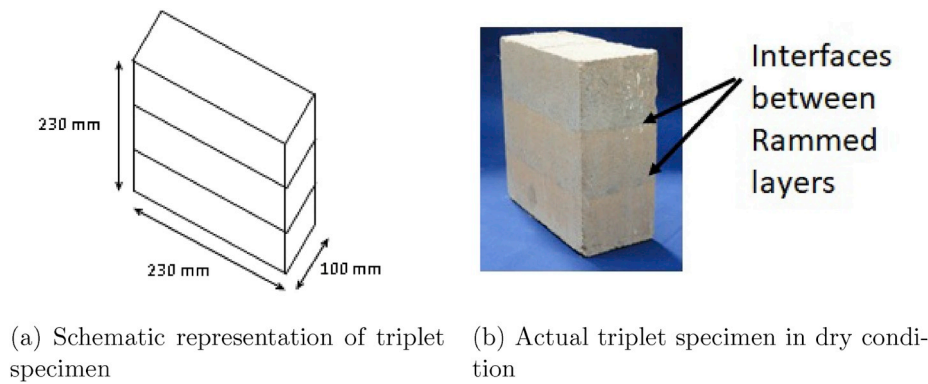 230 mm
230 mm
100 mm
Interfaces
between
Rammed
layers
(a) Schematic representation of triplet
specimen
(b) Actual triplet specimen in dry condi-
tion